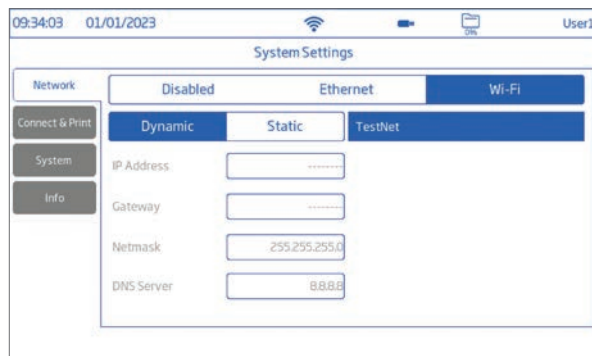 09:34:03 01/01/2023 0% User1
System Settings
Network Disabled Ethernet Wi-Fi
Connect & Print Dynamic Static TestNet
System IP Address --------
Info Gateway --------
Netmask 255.255.255.0
DNS Server 8.8.8.8